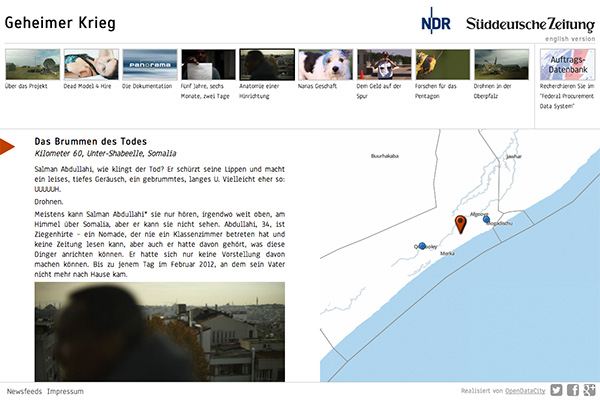 Geheimer Krieg
NDR
Süddeutsche Zeitung
english version
panorama
Auftrags-
Datenbank
Über das Projekt
Dead Model 4 Hire
Die Dokumentation
Fünf Jahre, sechs
Monate, zwei Tage
Anatomie einer
Hinrichtung
Nanas Geschäft
Dem Geld auf der
Spur
Forschen für das
Pentagon
Drohnen in der
Oberpfalz
Recherchieren Sie im
"Federal Procurement
Data System"
Das Brummen des Todes
Kilometer 60, Unter-Shabeelle, Somalia
Salman Abdullahi, wie klingt der Tod? Er schürzt seine Lippen und macht
ein leises, tiefes Geräusch, ein gebrummtes, langes U. Vielleicht eher so:
UUUUUH.
Drohnen.
Meistens kann Salman Abdullahi* sie nur hören, irgendwo weit oben, am
Himmel über Somalia, aber er kann sie nicht sehen. Abdullahi, 34, ist
Ziegenhirte - ein Nomade, der nie ein Klassenzimmer betreten hat und
keine Zeitung lesen kann, aber auch er hatte davon gehört, was diese
Dinger anrichten können. Er hatte sich nur keine Vorstellung davon
machen können. Bis zu jenem Tag im Februar 2012, an dem sein Vater
nicht mehr nach Hause kam.
Buurhakaba
Jawhar
Afgooye
Merka
Newsfeeds
Impressum
Realisiert von OpenDataCity